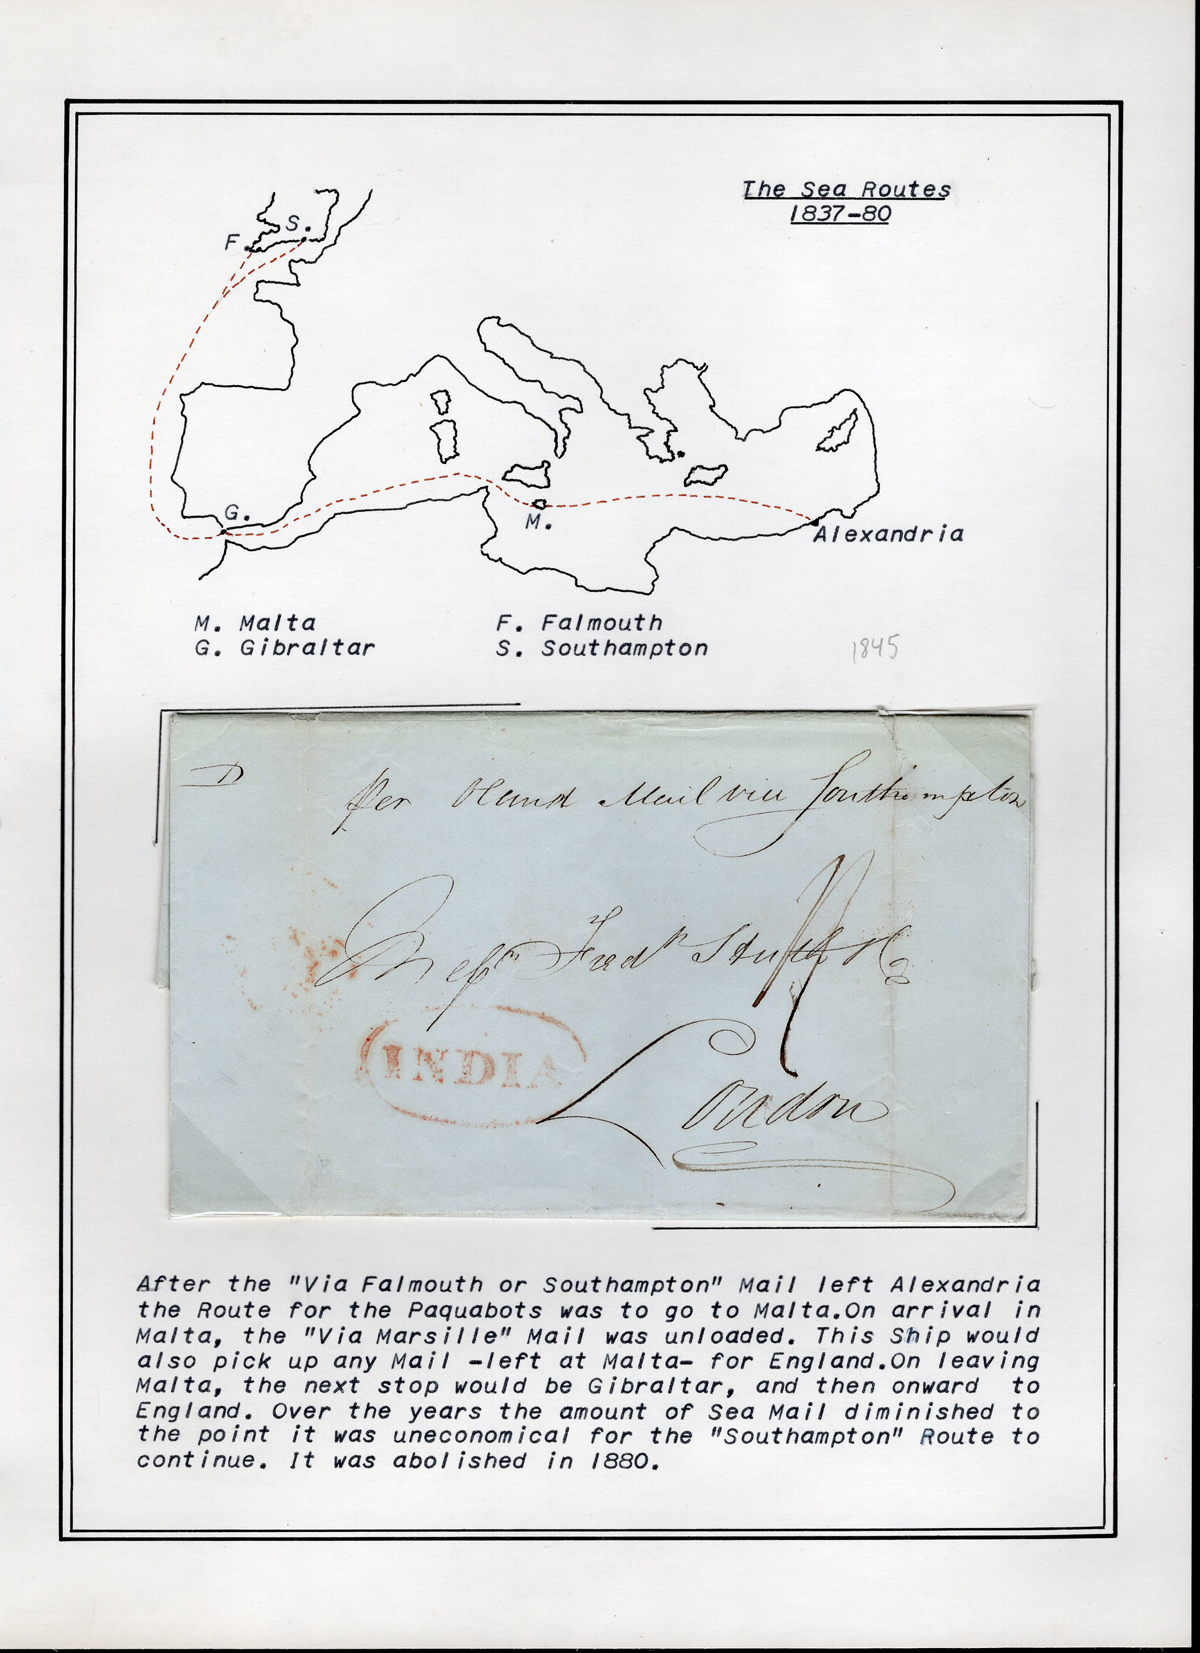 The Sea Routes
1837-80
S.
F.
G.
M.
Alexandria
M. Malta
F. Falmouth
G. Gibraltar
S. Southampton
1845
per Oland Mail via Southampton
Messrs Fredk Huth & Co
INDIA
London
After the "Via Falmouth or Southampton" Mail left Alexandria
the Route for the Paquabots was to go to Malta.On arrival in
Malta, the "Via Marsille" Mail was unloaded. This Ship would
also pick up any Mail -left at Malta- for England.On leaving
Malta, the next stop would be Gibraltar, and then onward to
England. Over the years the amount of Sea Mail diminished to
the point it was uneconomical for the "Southampton" Route to
continue. It was abolished in 1880.